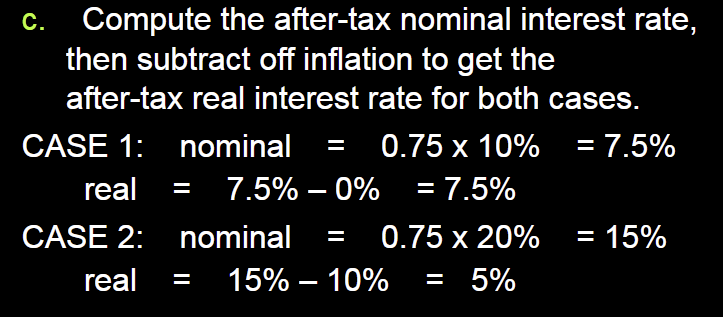 c. Compute the after-tax nominal interest rate,
then subtract off inflation to get the
after-tax real interest rate for both cases.
CASE 1: nominal = 0.75 x 10% = 7.5%
real = 7.5% – 0% = 7.5%
CASE 2: nominal = 0.75 x 20% = 15%
real = 15% – 10% = 5%